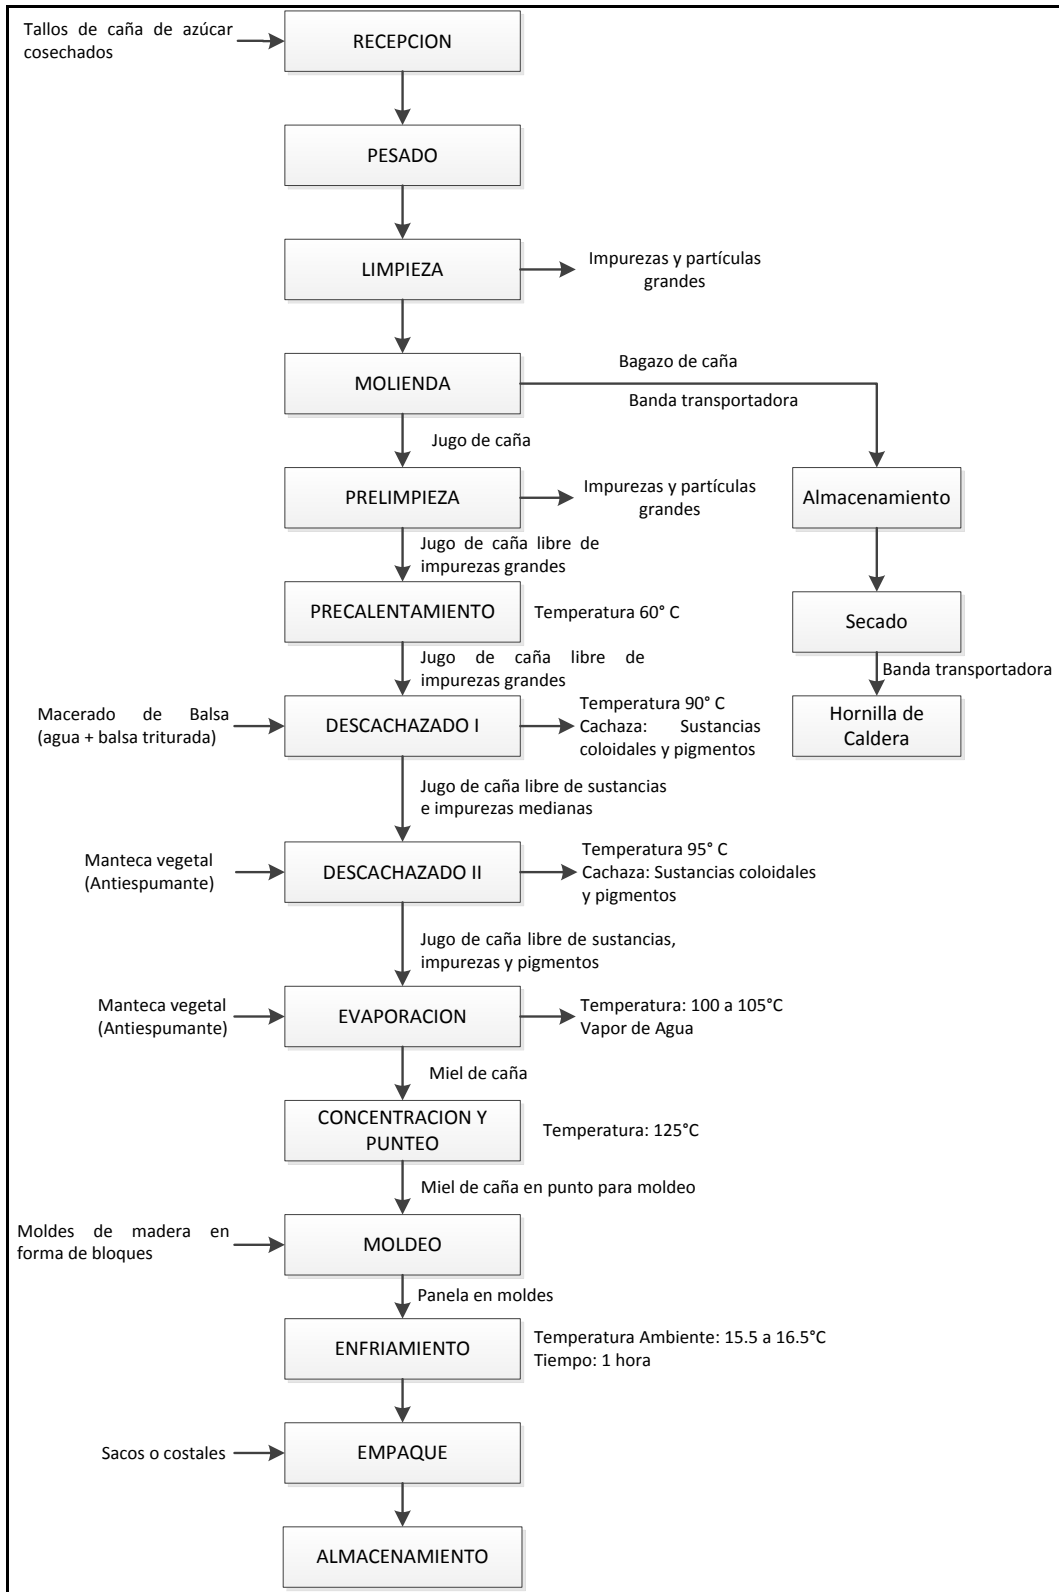 Tallos de caña de azúcar
cosechados
RECEPCION
PESADO
LIMPIEZA
Impurezas y partículas
grandes
MOLIENDA
Bagazo de caña
Banda transportadora
Jugo de caña
PRELIMPIEZA
Impurezas y partículas
grandes
Almacenamiento
Jugo de caña libre de
impurezas grandes
PRECALENTAMIENTO
Temperatura 60° C
Secado
Jugo de caña libre de
impurezas grandes
Banda transportadora
Macerado de Balsa
(agua + balsa triturada)
DESCACHAZADO I
Temperatura 90° C
Cachaza: Sustancias
coloidales y pigmentos
Hornilla de
Caldera
Jugo de caña libre de sustancias
e impurezas medianas
Manteca vegetal
(Antiespumante)
DESCACHAZADO II
Temperatura 95° C
Cachaza: Sustancias coloidales
y pigmentos
Jugo de caña libre de sustancias,
impurezas y pigmentos
Manteca vegetal
(Antiespumante)
EVAPORACION
Temperatura: 100 a 105°C
Vapor de Agua
Miel de caña
CONCENTRACION Y
PUNTEO
Temperatura: 125°C
Miel de caña en punto para moldeo
Moldes de madera en
forma de bloques
MOLDEO
Panela en moldes
ENFRIAMIENTO
Temperatura Ambiente: 15.5 a 16.5°C
Tiempo: 1 hora
Sacos o costales
EMPAQUE
ALMACENAMIENTO